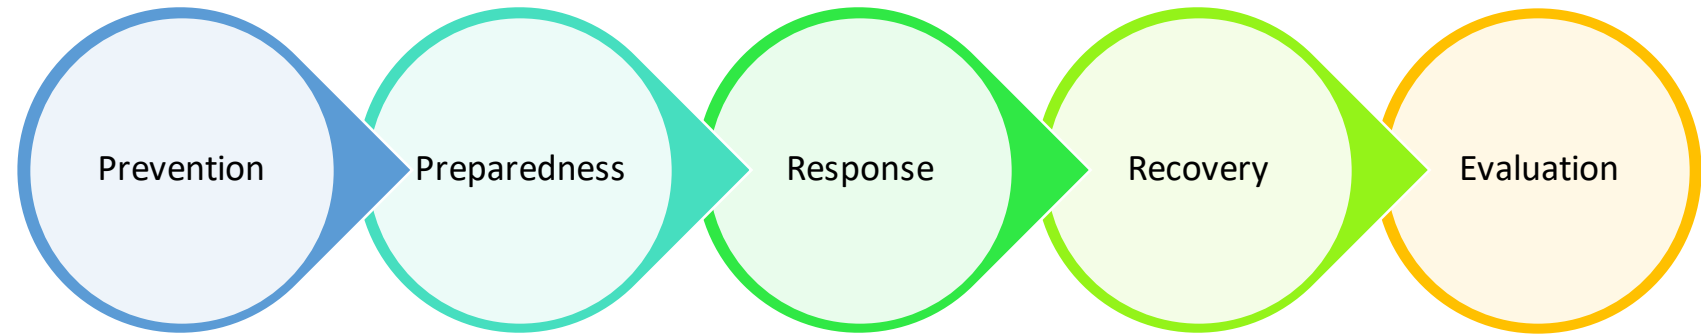 Prevention
Preparedness
Response
Recovery
Evaluation